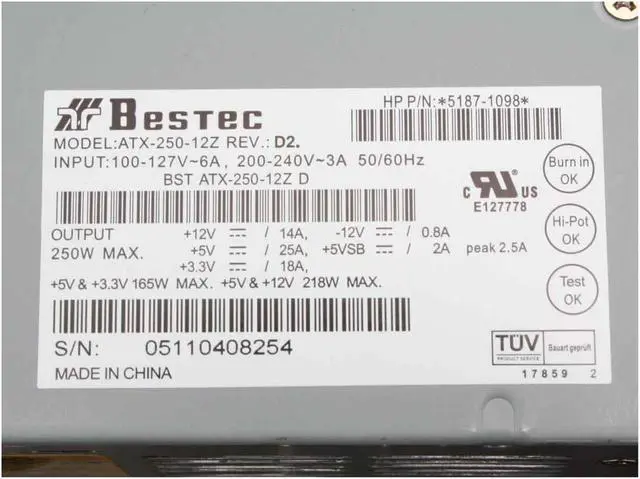 BESTEC
HP P/N:*5187-1098*
MODEL:ATX-250-12Z REV.: D2.
INPUT:100-127V~6A, 200-240V~3A 50/60Hz
BST ATX-250-12Z D
Burn in
OK
C RU US
E127778
OUTPUT +12V ⎓ / 14A, -12V ⎓ / 0.8A
250W MAX. +5V ⎓ / 25A, +5VSB ⎓ / 2A peak 2.5A
+3.3V ⎓ / 18A,
Hi-Pot
OK
+5V & +3.3V 165W MAX. +5V & +12V 218W MAX.
Test
OK
S/N: 05110408254
MADE IN CHINA
TÜV
PRODUCT SERVICE
Bauart geprüft
17859 2